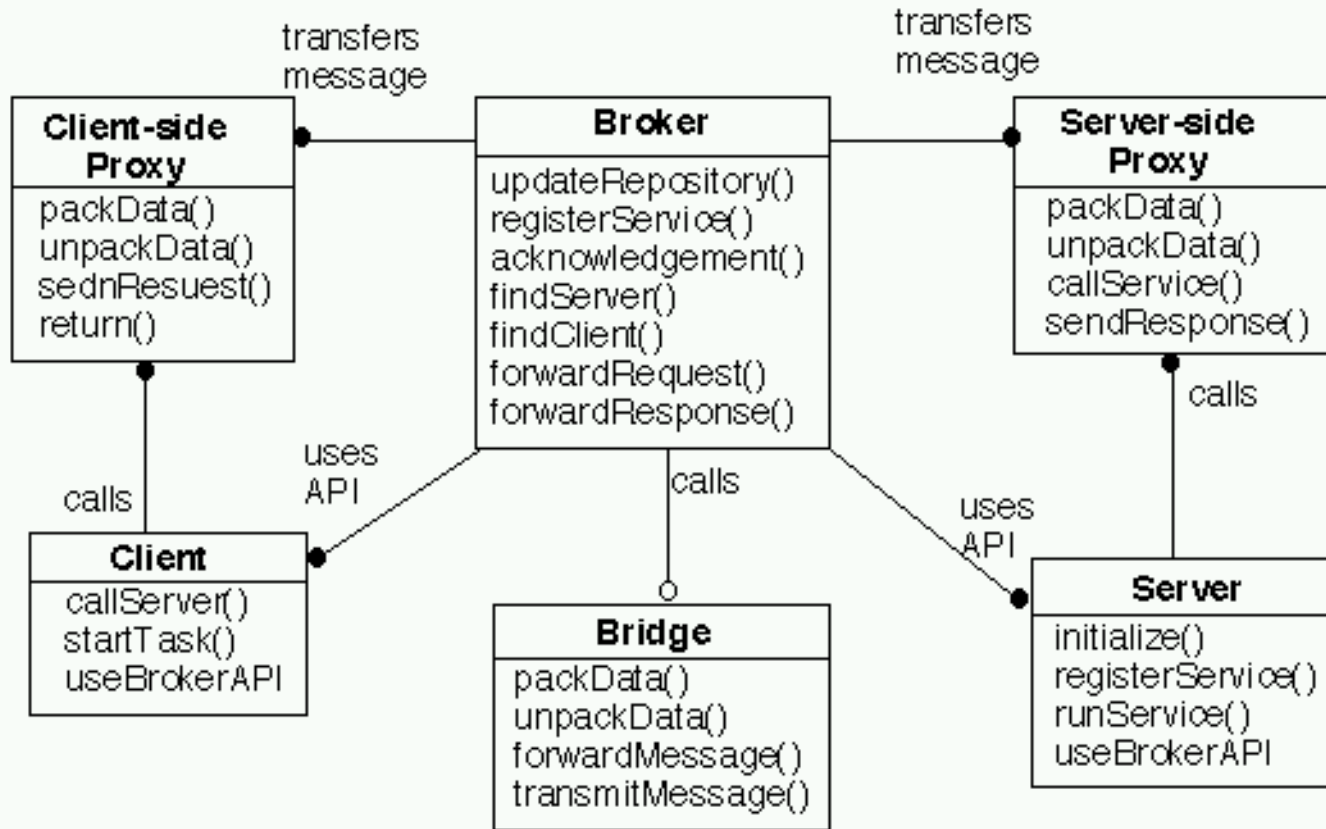 transfers
message
transfers
message
Client-side
Proxy
packData()
unpackData()
sednResuest()
return()
Broker
updateRepository()
registerService()
acknowledgement()
findServer()
findClient()
forwardRequest()
forwardResponse()
Server-side
Proxy
packData()
unpackData()
callService()
sendResponse()
calls
uses
API
calls
uses
API
calls
Client
callServer()
startTask()
useBrokerAPI
Bridge
packData()
unpackData()
forwardMessage()
transmitMessage()
Server
initialize()
registerService()
runService()
useBrokerAPI